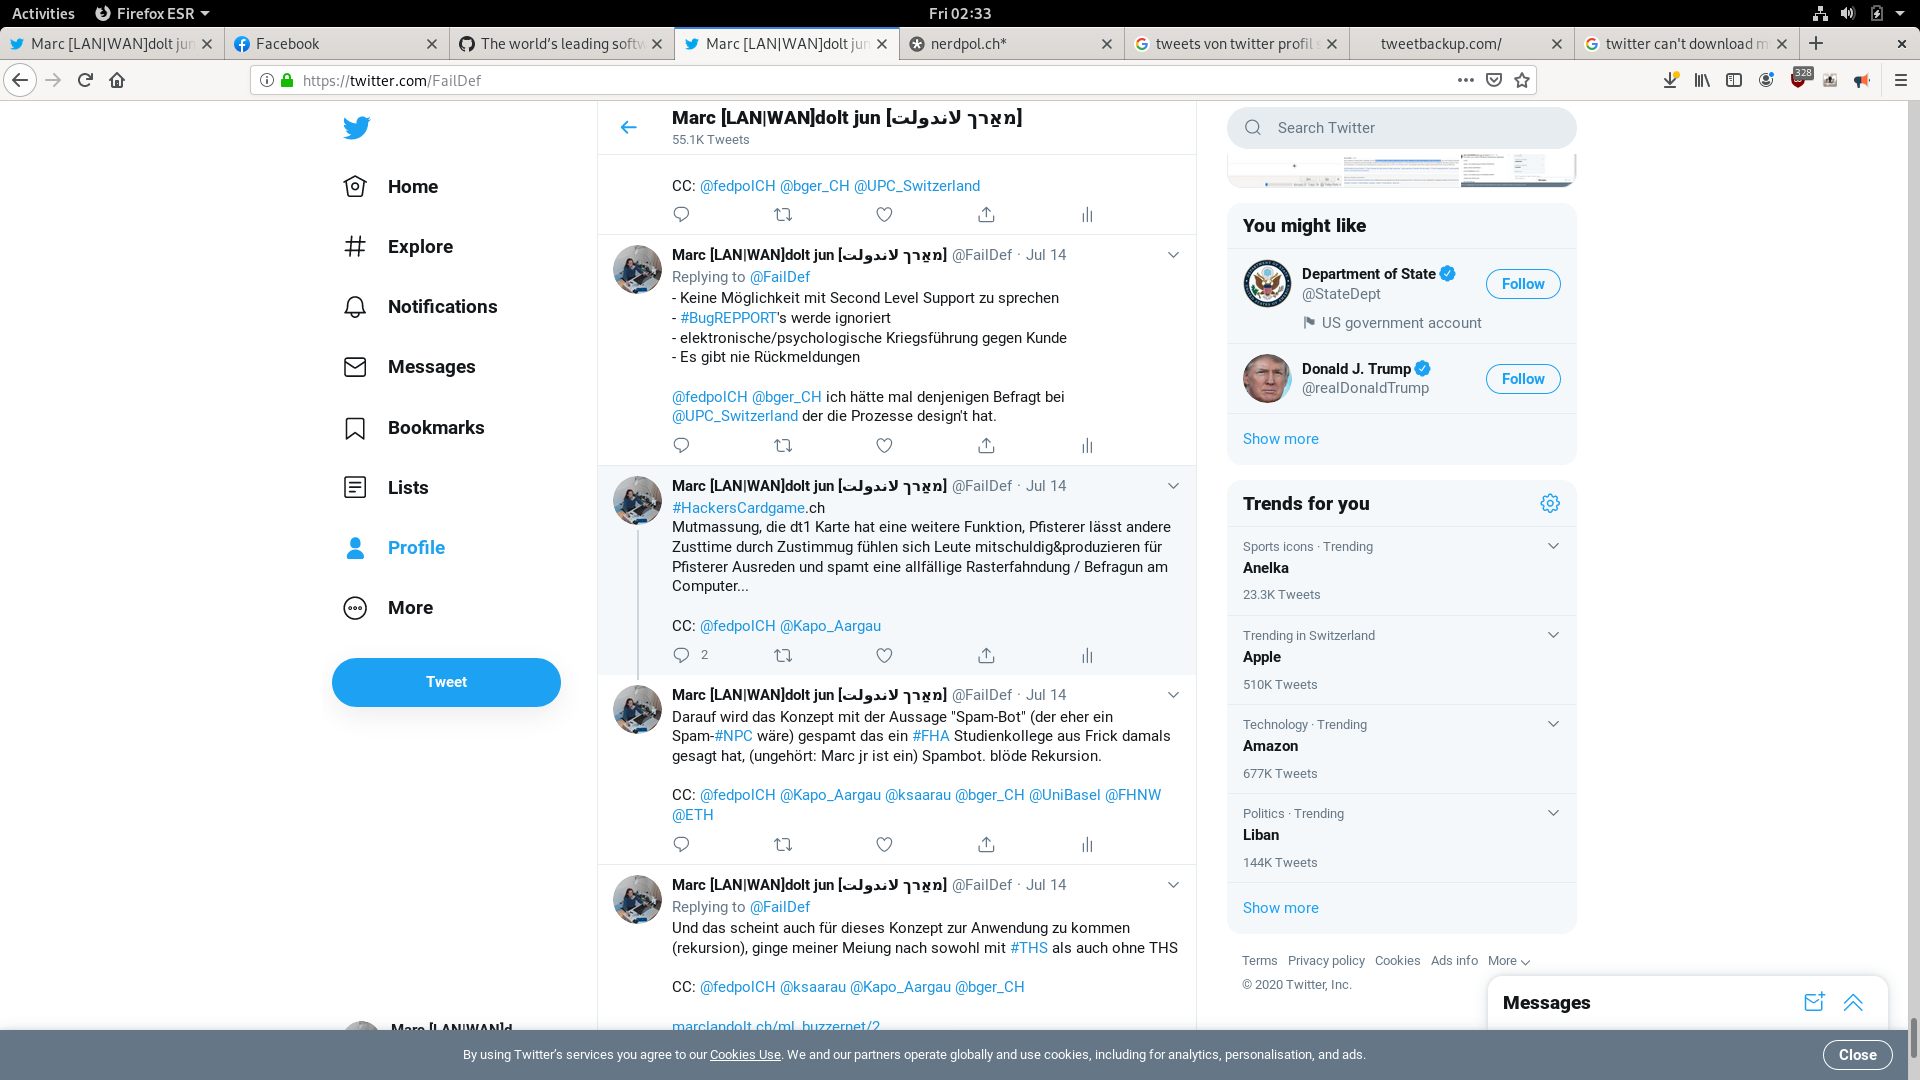 Activities Firefox ESR Fri 02:33
Marc [LAN|WAN]dolt jun Facebook The world's leading softw Marc [LAN|WAN]dolt jun nerdpol.ch* tweets von twitter profil s tweetbackup.com/ twitter can't download m
https://twitter.com/FailDef 328
Home
Explore
Notifications
Messages
Bookmarks
Lists
Profile
More
Tweet
Marc [LAN|WAN]d
Marc [LAN|WAN]dolt jun [מאַרך לאנדולת]
55.1K Tweets
CC: @fedpolCH @bger_CH @UPC_Switzerland
Marc [LAN|WAN]dolt jun [מאַרך לאנדולת] @FailDef · Jul 14
Replying to @FailDef
- Keine Möglichkeit mit Second Level Support zu sprechen
- #BugREPPORT's werde ignoriert
- elektronische/psychologische Kriegsführung gegen Kunde
- Es gibt nie Rückmeldungen
@fedpolCH @bger_CH ich hätte mal denjenigen Befragt bei
@UPC_Switzerland der die Prozesse design't hat.
Marc [LAN|WAN]dolt jun [מאַרך לאנדולת] @FailDef · Jul 14
#HackersCardgame.ch
Mutmassung, die dt1 Karte hat eine weitere Funktion, Pfisterer lässt andere
Zusttime durch Zustimmug fühlen sich Leute mitschuldig&produzieren für
Pfisterer Ausreden und spamt eine allfällige Rasterfahndung / Befragun am
Computer...
CC: @fedpolCH @Kapo_Aargau
2
Marc [LAN|WAN]dolt jun [מאַרך לאנדולת] @FailDef · Jul 14
Darauf wird das Konzept mit der Aussage "Spam-Bot" (der eher ein
Spam-#NPC wäre) gespamt das ein #FHA Studienkollege aus Frick damals
gesagt hat, (ungehört: Marc jr ist ein) Spambot. blöde Rekursion.
CC: @fedpolCH @Kapo_Aargau @ksaarau @bger_CH @UniBasel @FHNW
@ETH
Marc [LAN|WAN]dolt jun [מאַרך לאנדולת] @FailDef · Jul 14
Replying to @FailDef
Und das scheint auch für dieses Konzept zur Anwendung zu kommen
(rekursion), ginge meiner Meiung nach sowohl mit #THS als auch ohne THS
CC: @fedpolCH @ksaarau @Kapo_Aargau @bger_CH
marclandolt.ch/ml_buzzernet/2
Search Twitter
You might like
Department of State
@StateDept
Follow
US government account
Donald J. Trump
@realDonaldTrump
Follow
Show more
Trends for you
Sports icons · Trending
Anelka
23.3K Tweets
Trending in Switzerland
Apple
510K Tweets
Technology · Trending
Amazon
677K Tweets
Politics · Trending
Liban
144K Tweets
Show more
Terms Privacy policy Cookies Ads info More
© 2020 Twitter, Inc.
Messages
By using Twitter's services you agree to our Cookies Use. We and our partners operate globally and use cookies, including for analytics, personalisation, and ads.
Close